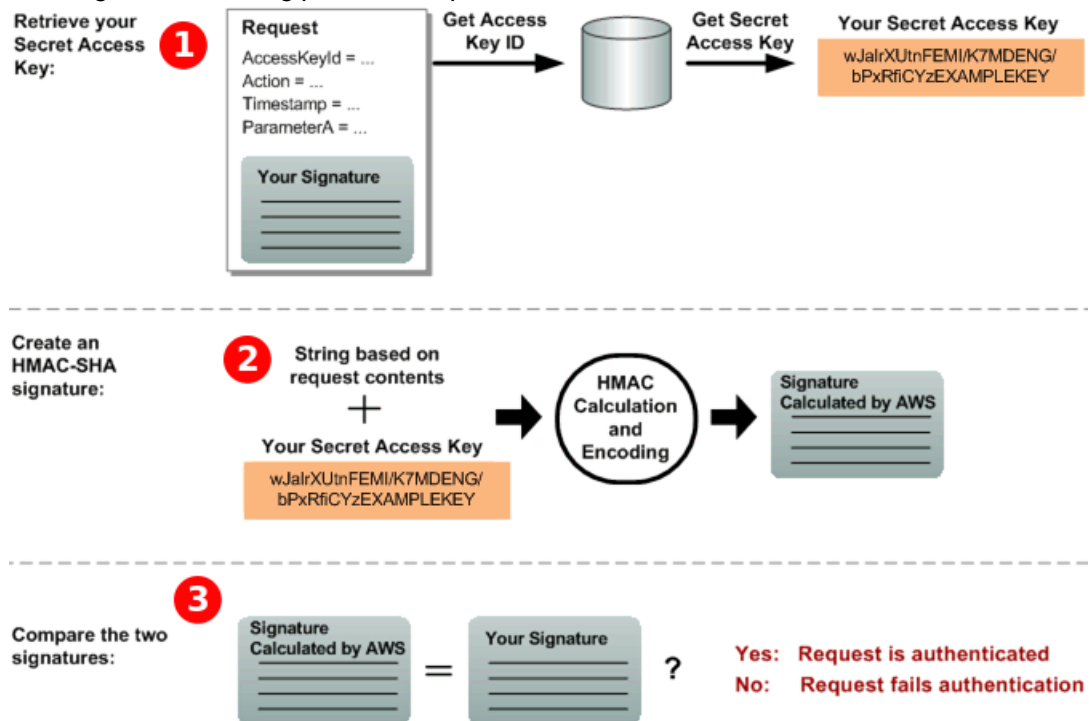 Retrieve your
Secret Access
Key:
1
Request
AccessKeyId = ...
Action = ...
Timestamp = ...
ParameterA = ...
Your Signature
Get Access
Key ID
Get Secret
Access Key
Your Secret Access Key
wJalrXUtnFEMI/K7MDENG/
bPxRfiCYzEXAMPLEKEY
Create an
HMAC-SHA
signature:
2
String based on
request contents
+
Your Secret Access Key
wJalrXUtnFEMI/K7MDENG/
bPxRfiCYzEXAMPLEKEY
HMAC
Calculation
and
Encoding
Signature
Calculated by AWS
Compare the two
signatures:
3
Signature
Calculated by AWS
=
Your Signature
?
Yes: Request is authenticated
No: Request fails authentication